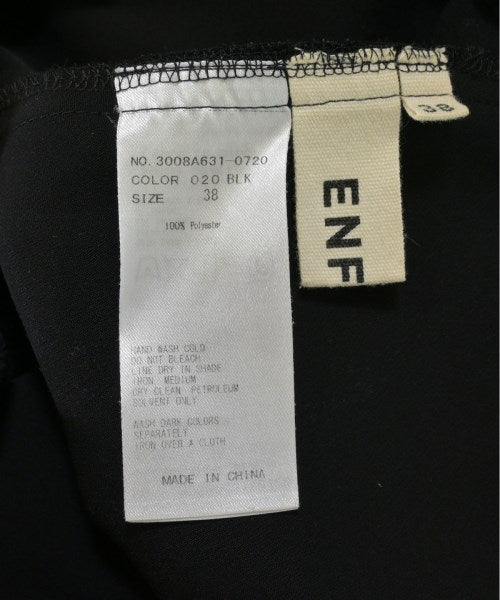 NO. 3008A631-0720
COLOR 020 BLK
SIZE 38
100% Polyester
HAND WASH COLD
DO NOT BLEACH
LINE DRY IN SHADE
IRON MEDIUM
DRY CLEAN PETROLEUM
SOLVENT ONLY
WASH DARK COLORS
SEPARATELY
IRON OVER A CLOTH
MADE IN CHINA
ENF
38